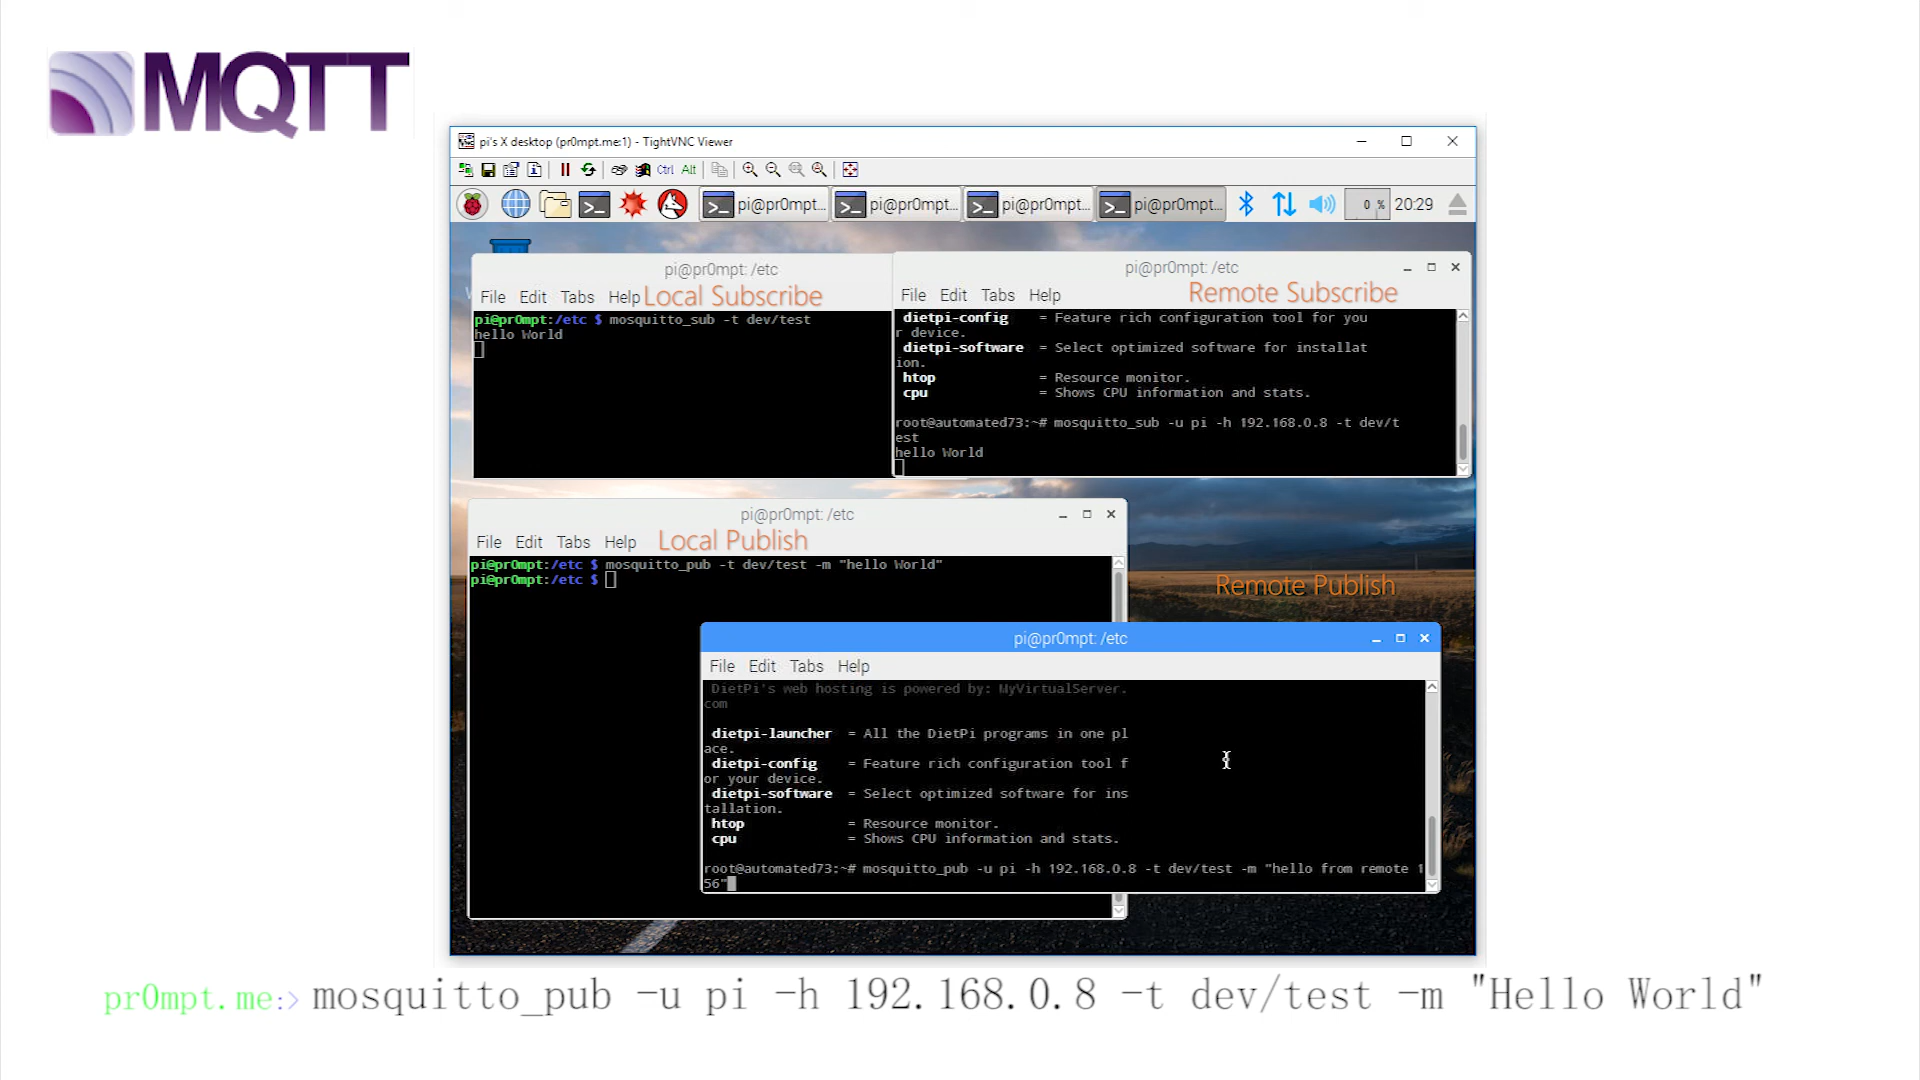 MQTT
pi's X desktop (pr0mpt.me:1) - TightVNC Viewer
Ctrl Alt
pi@pr0mpt... pi@pr0mpt... pi@pr0mpt... pi@pr0mpt... 0 % 20:29
pi@pr0mpt: /etc
File Edit Tabs Help Local Subscribe
pi@pr0mpt:/etc $ mosquitto_sub -t dev/test
hello World
pi@pr0mpt: /etc
File Edit Tabs Help Remote Subscribe
dietpi-config = Feature rich configuration tool for you
r device.
dietpi-software = Select optimized software for installat
ion.
htop = Resource monitor.
cpu = Shows CPU information and stats.
root@automated73:~# mosquitto_sub -u pi -h 192.168.0.8 -t dev/t
est
hello World
pi@pr0mpt: /etc
File Edit Tabs Help Local Publish
pi@pr0mpt:/etc $ mosquitto_pub -t dev/test -m "hello World"
pi@pr0mpt:/etc $
Remote Publish
pi@pr0mpt: /etc
File Edit Tabs Help
DietPi's web hosting is powered by: MyVirtualServer.
com
dietpi-launcher = All the DietPi programs in one pl
ace.
dietpi-config = Feature rich configuration tool f
or your device.
dietpi-software = Select optimized software for ins
tallation.
htop = Resource monitor.
cpu = Shows CPU information and stats.
root@automated73:~# mosquitto_pub -u pi -h 192.168.0.8 -t dev/test -m "hello from remote 1
56"
pr0mpt.me:> mosquitto_pub -u pi -h 192.168.0.8 -t dev/test -m "Hello World"